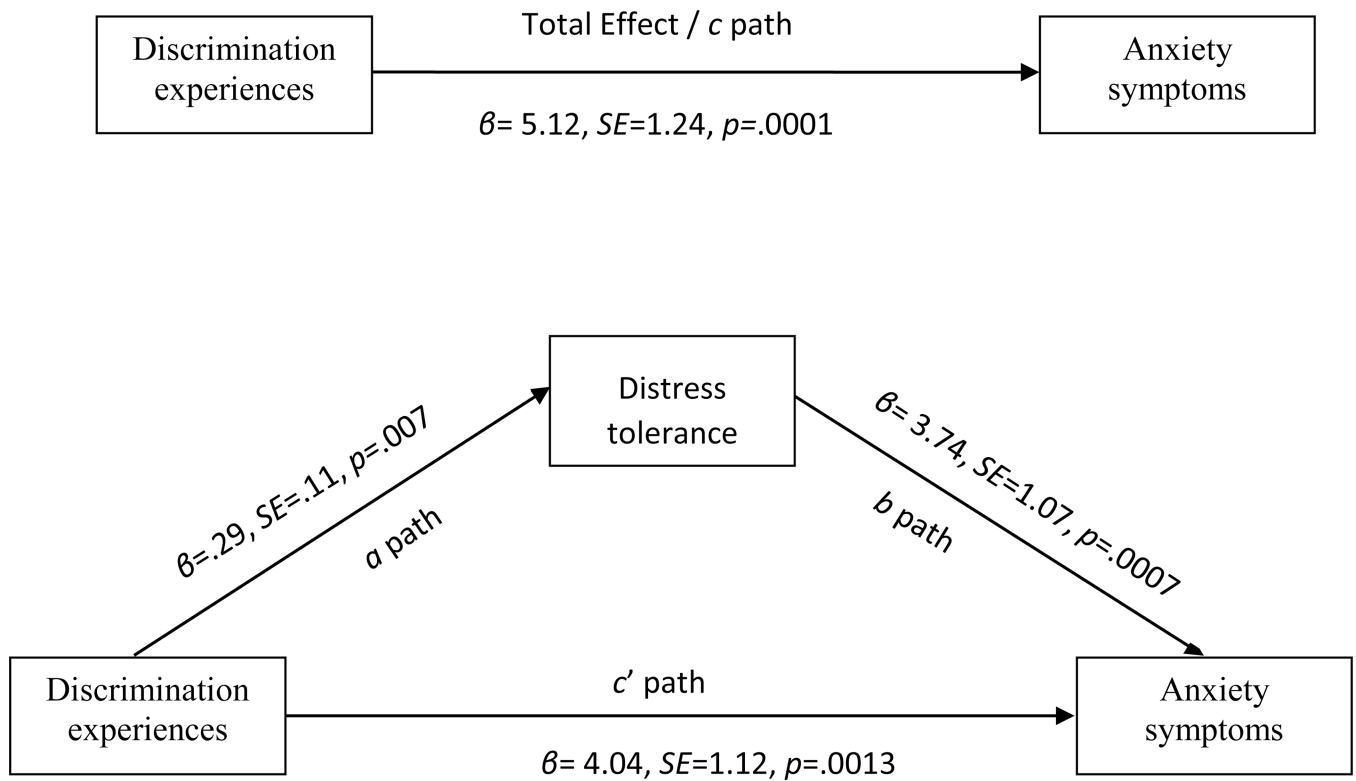 Total Effect / c path
Discrimination
experiences
Anxiety
symptoms
β= 5.12, SE=1.24, p=.0001
Distress
tolerance
β=.29, SE=.11, p=.007
a path
β= 3.74, SE=1.07, p=.0007
b path
Discrimination
experiences
c’ path
Anxiety
symptoms
β= 4.04, SE=1.12, p=.0013